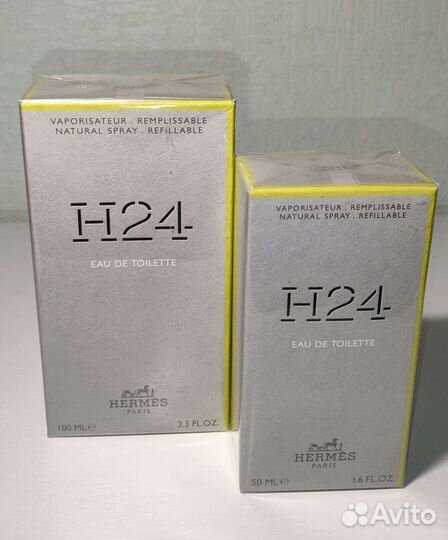 VAPORISATEUR . REMPLISSABLE
NATURAL SPRAY . REFILLABLE
H24
EAU DE TOILETTE
HERMÈS
PARIS
100 ML ℮ 3.3 FL.OZ.
VAPORISATEUR . REMPLISSABLE
NATURAL SPRAY . REFILLABLE
H24
EAU DE TOILETTE
HERMÈS
PARIS
50 ML ℮ 1.6 FL.OZ.
Avito